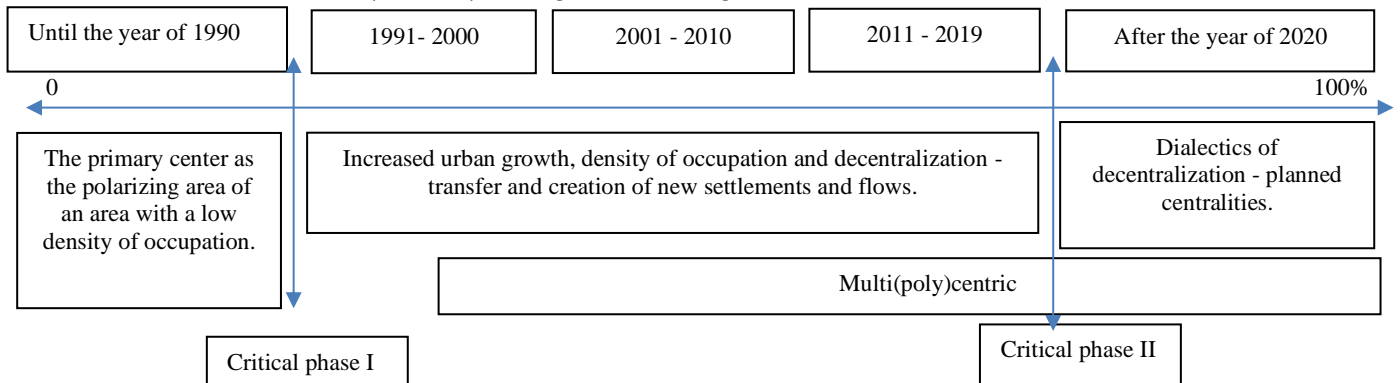 Until the year of 1990
1991- 2000
2001 - 2010
2011 - 2019
After the year of 2020
0
100%
The primary center as
the polarizing area of
an area with a low
density of occupation.
Increased urban growth, density of occupation and decentralization -
transfer and creation of new settlements and flows.
Dialectics of
decentralization - planned
centralities.
Multi(poly)centric
Critical phase I
Critical phase II